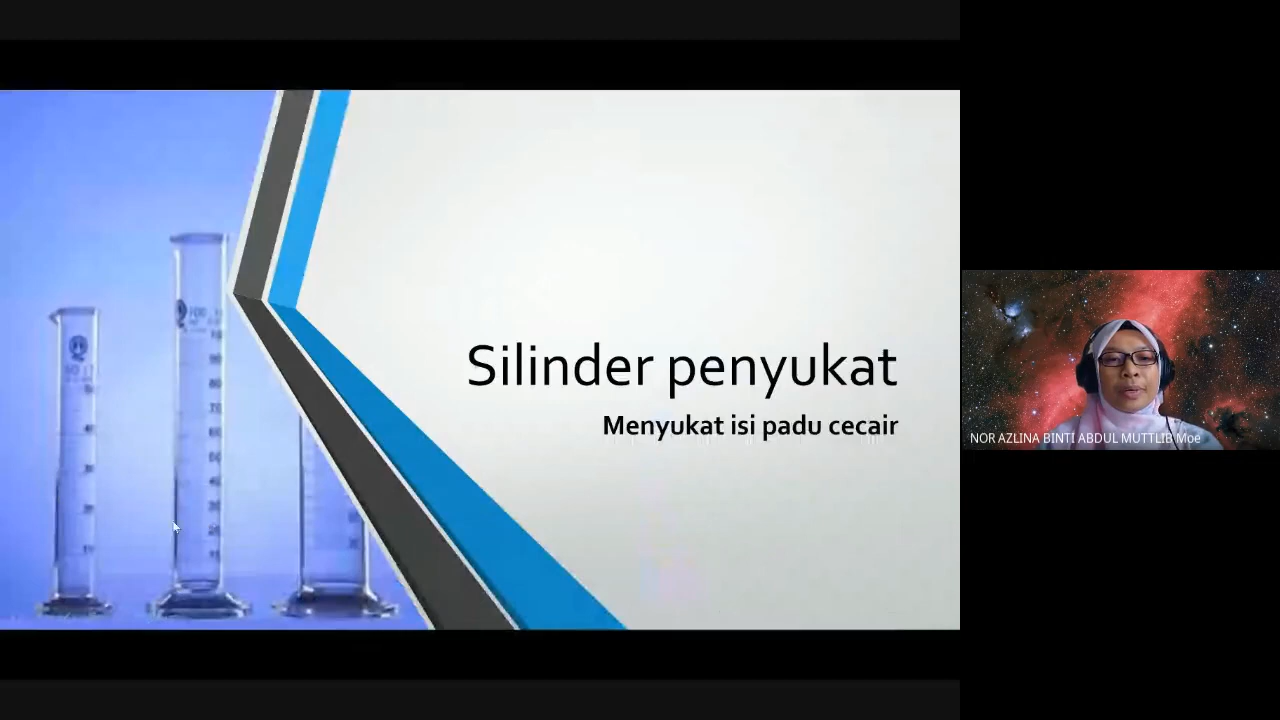 Silinder penyukat
Menyukat isi padu cecair
NOR AZLINA BINTI ABDUL MUTTLIB Moe